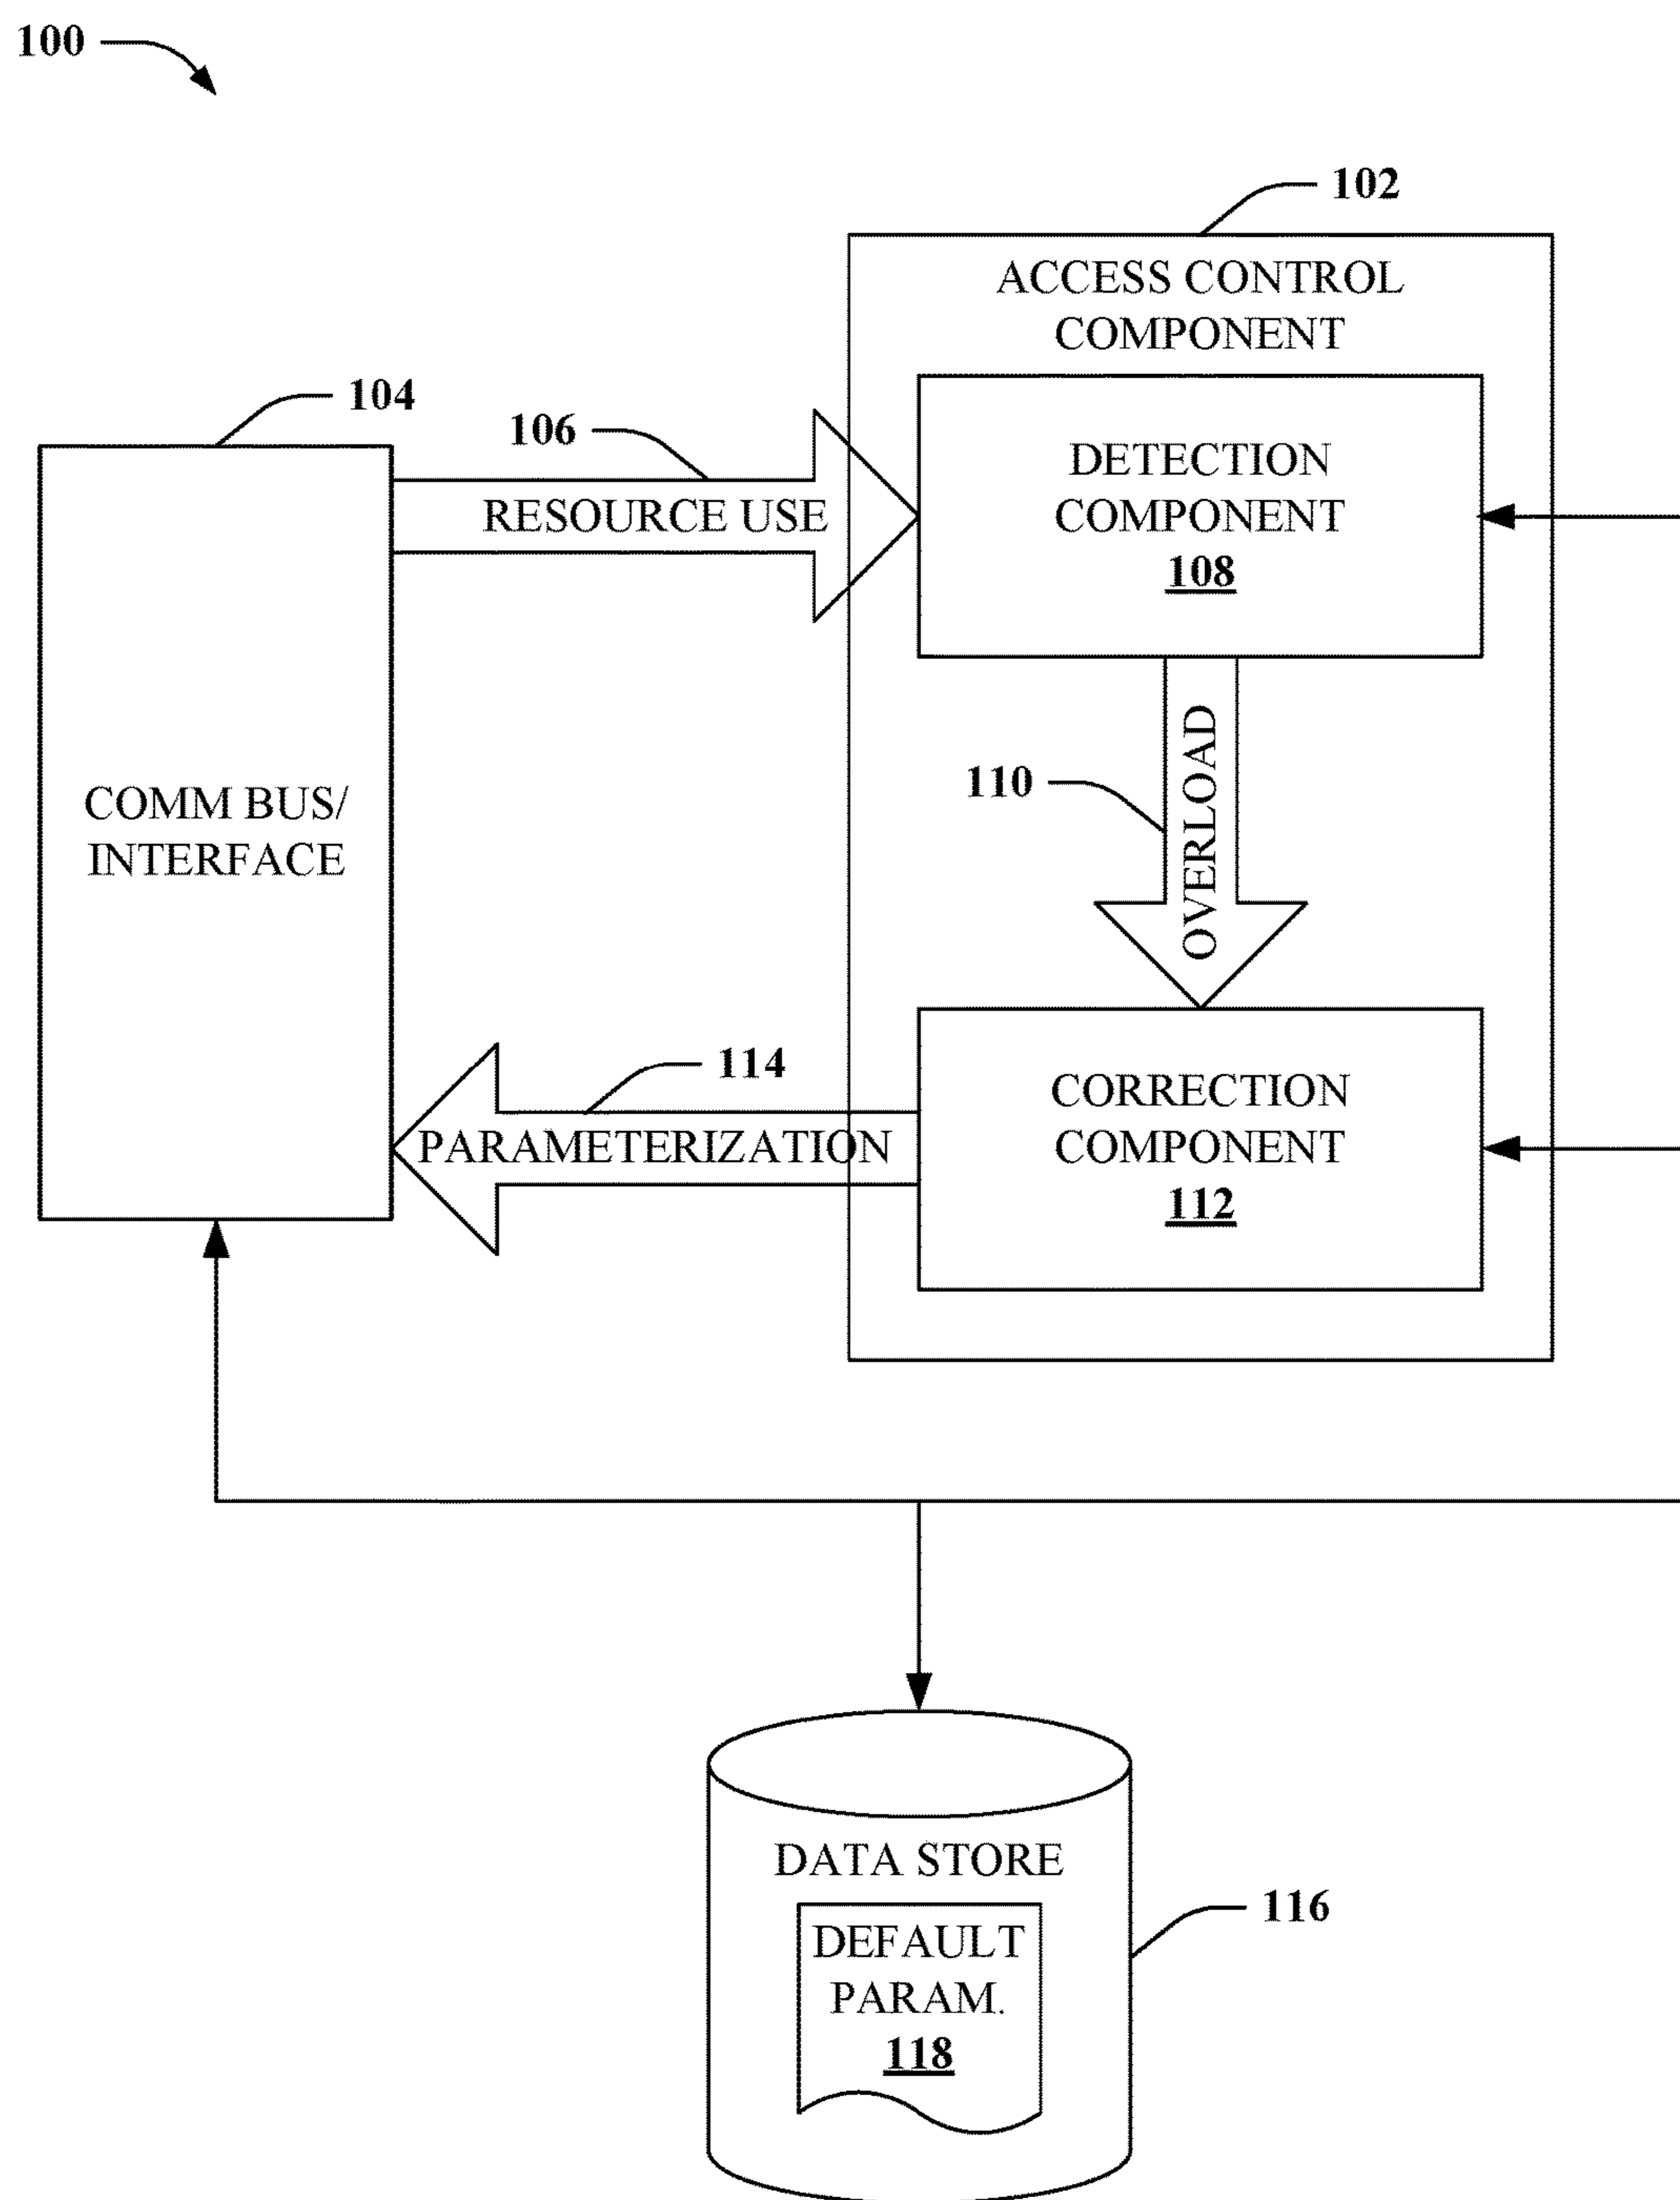 100
102
ACCESS CONTROL
COMPONENT
104
106
RESOURCE USE
DETECTION
COMPONENT
108
110
OVERLOAD
COMM BUS/
INTERFACE
114
PARAMETERIZATION
CORRECTION
COMPONENT
112
DATA STORE
116
DEFAULT
PARAM.
118